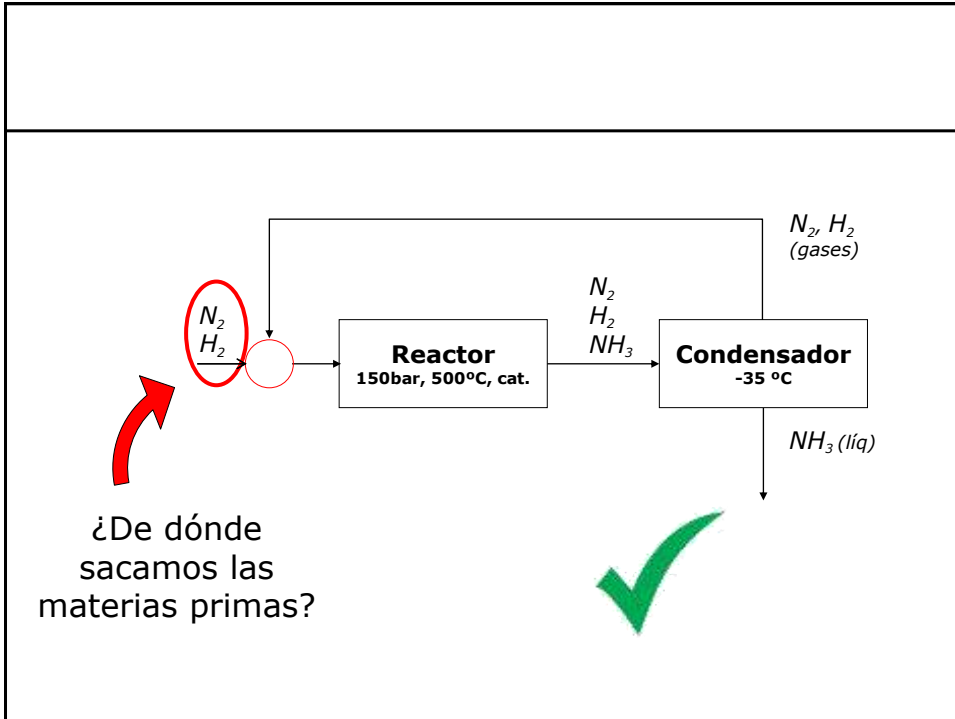 N₂, H₂
(gases)
N₂
H₂
N₂
H₂
NH₃
Reactor
150bar, 500ºC, cat.
Condensador
-35 ºC
NH₃ (líq)
¿De dónde
sacamos las
materias primas?